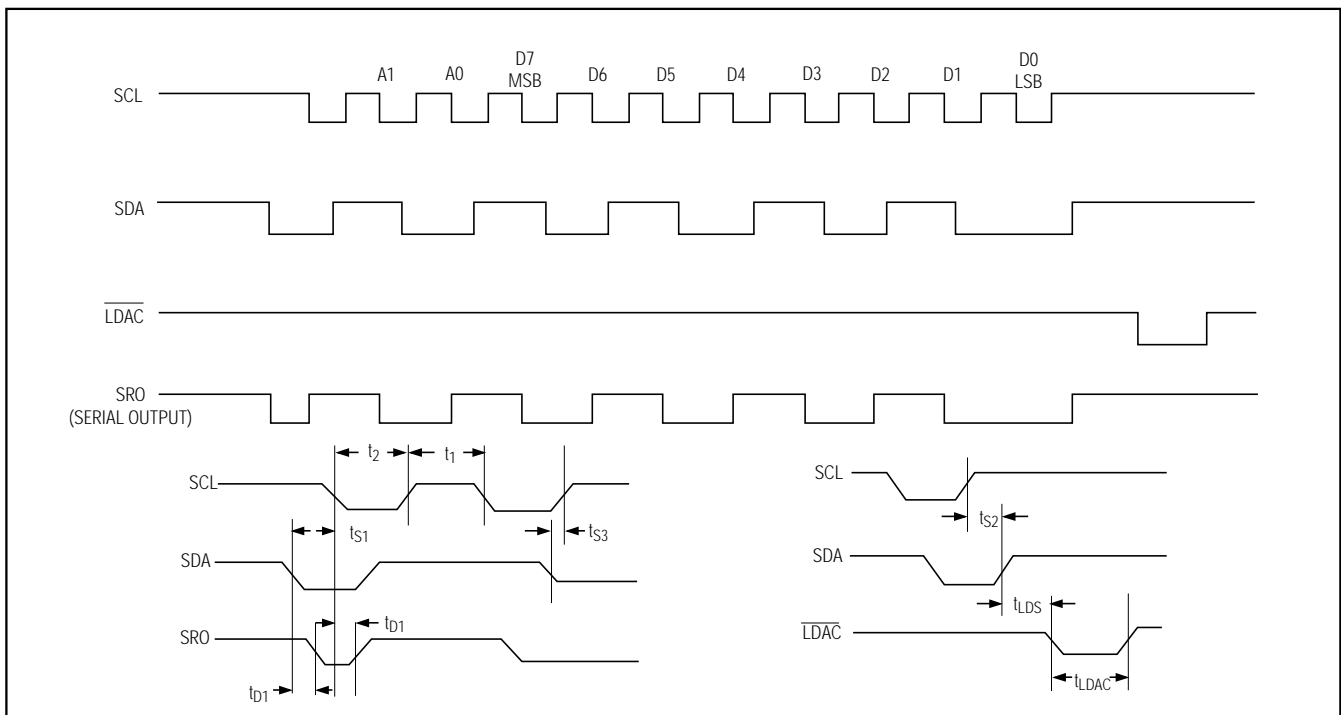 A1 A0 D7 D6 D5 D4 D3 D2 D1 D0
MSB LSB
SCL
SDA
LDAC
SRO
(SERIAL OUTPUT)
t2 t1
SCL
tS1 tS3
SDA
tD1
SRO
tD1
SCL
tS2
SDA
tLDS
LDAC
tLDAC